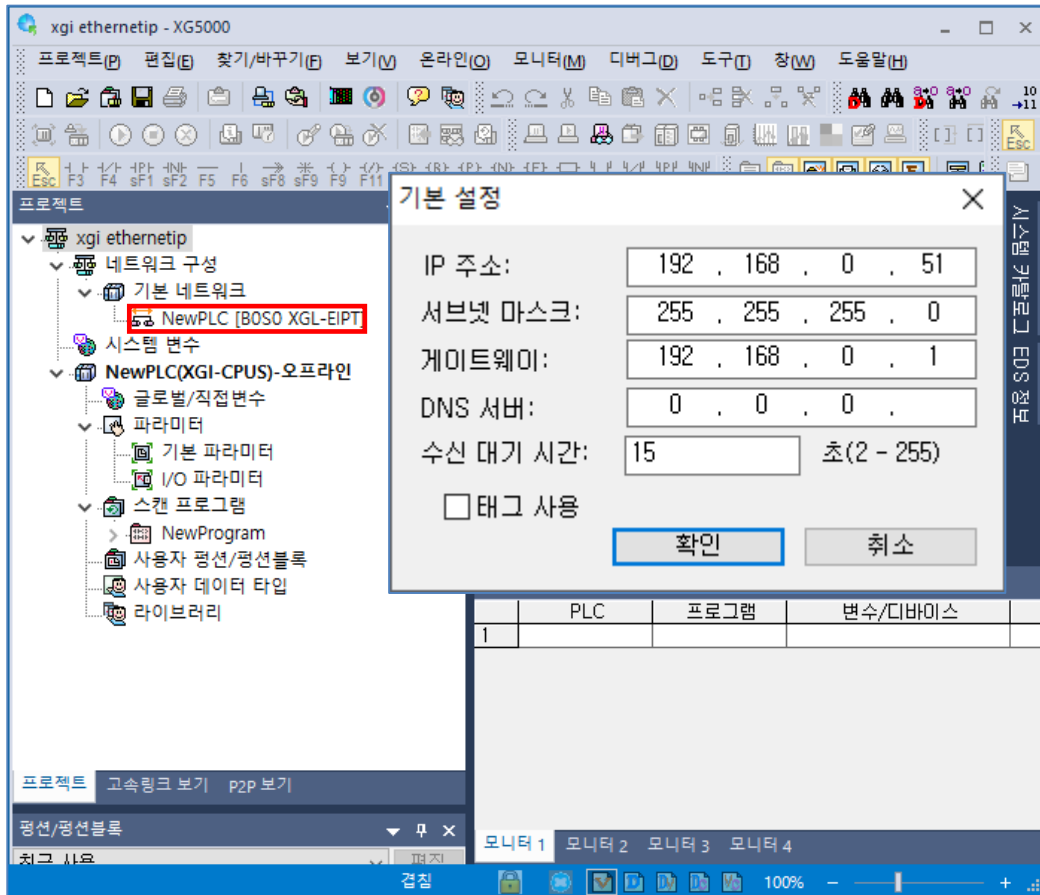 xgi ethernetip - XG5000
프로젝트(P) 편집(E) 찾기/바꾸기(F) 보기(V) 온라인(O) 모니터(M) 디버그(D) 도구(T) 창(W) 도움말(H)
Esc F3 F4 sF1 sF2 F5 F6 sF8 sF9 F9 F11
Esc
프로젝트
xgi ethernetip
네트워크 구성
기본 네트워크
NewPLC [B0S0 XGL-EIPT]
시스템 변수
NewPLC(XGI-CPUS)-오프라인
글로벌/직접변수
파라미터
기본 파라미터
I/O 파라미터
스캔 프로그램
NewProgram
사용자 평션/평션블록
사용자 데이터 타입
라이브러리
기본 설정
IP 주소: 192 . 168 . 0 . 51
서브넷 마스크: 255 . 255 . 255 . 0
게이트웨이: 192 . 168 . 0 . 1
DNS 서버: 0 . 0 . 0 .
수신 대기 시간: 15 초(2 - 255)
태그 사용
확인 취소
시스템 카탈로그
EDS 정보
PLC 프로그램 변수/디바이스
1
프로젝트 고속링크 보기 P2P 보기
평션/평션블록
최근 사용 편집
모니터 1 모니터 2 모니터 3 모니터 4
겹침 100%